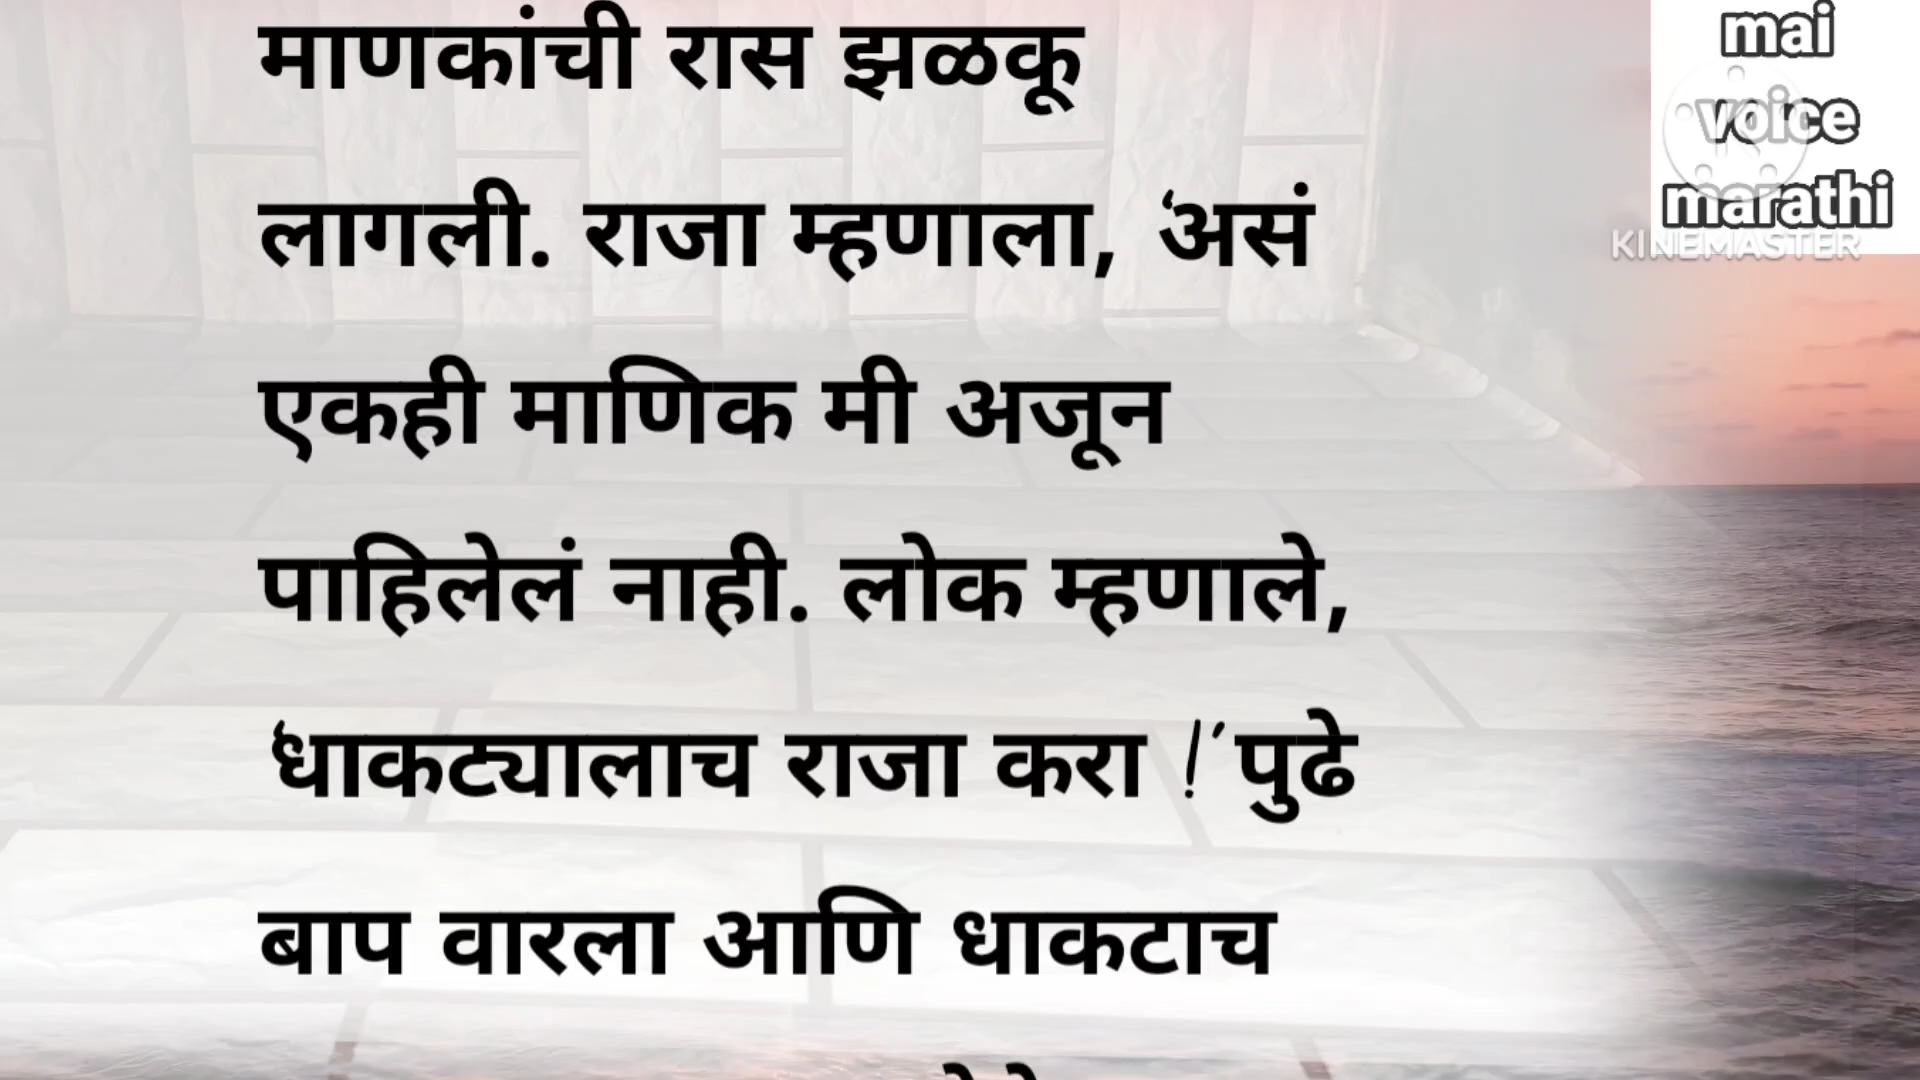 माणकांची रास झळकू
लागली. राजा म्हणाला, ‘असं
एकही माणिक मी अजून
पाहिलेलं नाही. लोक म्हणाले,
‘धाकट्यालाच राजा करा !’ पुढे
बाप वारला आणि धाकटाच
mai
voice
marathi
KINEMASTER